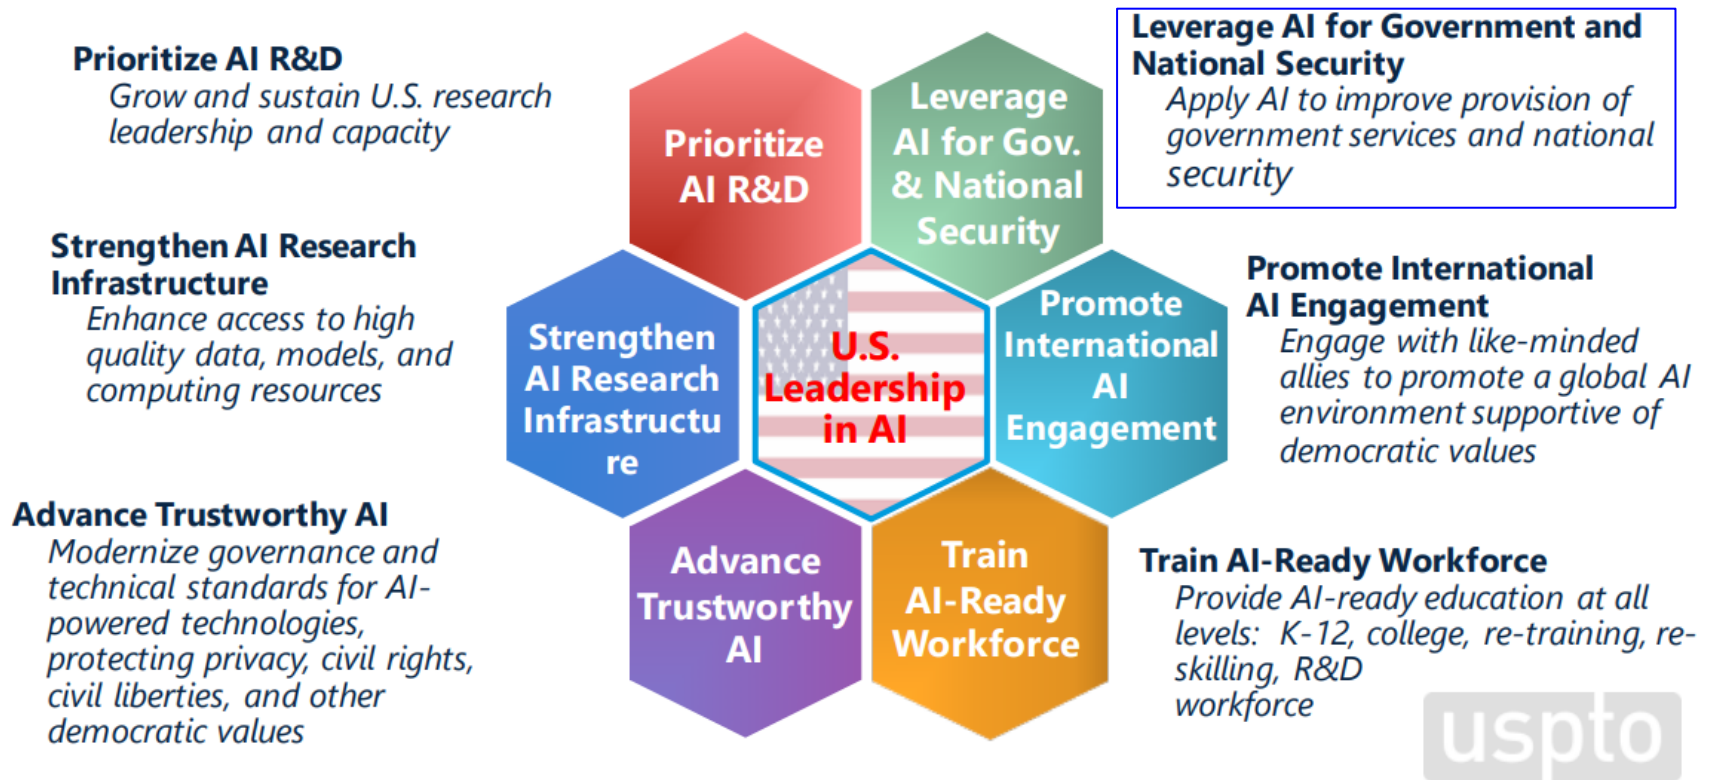 Prioritize AI R&D
Grow and sustain U.S. research
leadership and capacity
Strengthen AI Research
Infrastructure
Enhance access to high
quality data, models, and
computing resources
Advance Trustworthy AI
Modernize governance and
technical standards for AI-
powered technologies,
protecting privacy, civil rights,
civil liberties, and other
democratic values
Prioritize
AI R&D
Leverage
AI for Gov.
& National
Security
Strengthen
AI Research
Infrastructu
re
U.S.
Leadership
in AI
Promote
International
AI
Engagement
Advance
Trustworthy
AI
Train
AI-Ready
Workforce
Leverage AI for Government and
National Security
Apply AI to improve provision of
government services and national
security
Promote International
AI Engagement
Engage with like-minded
allies to promote a global AI
environment supportive of
democratic values
Train AI-Ready Workforce
Provide AI-ready education at all
levels: K-12, college, re-training, re-
skilling, R&D
workforce
uspto